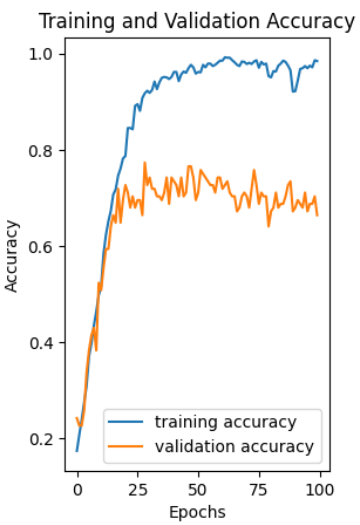 Training and Validation Accuracy
1.0
0.8
0.6
0.4
0.2
Accuracy
training accuracy
validation accuracy
0 25 50 75 100
Epochs